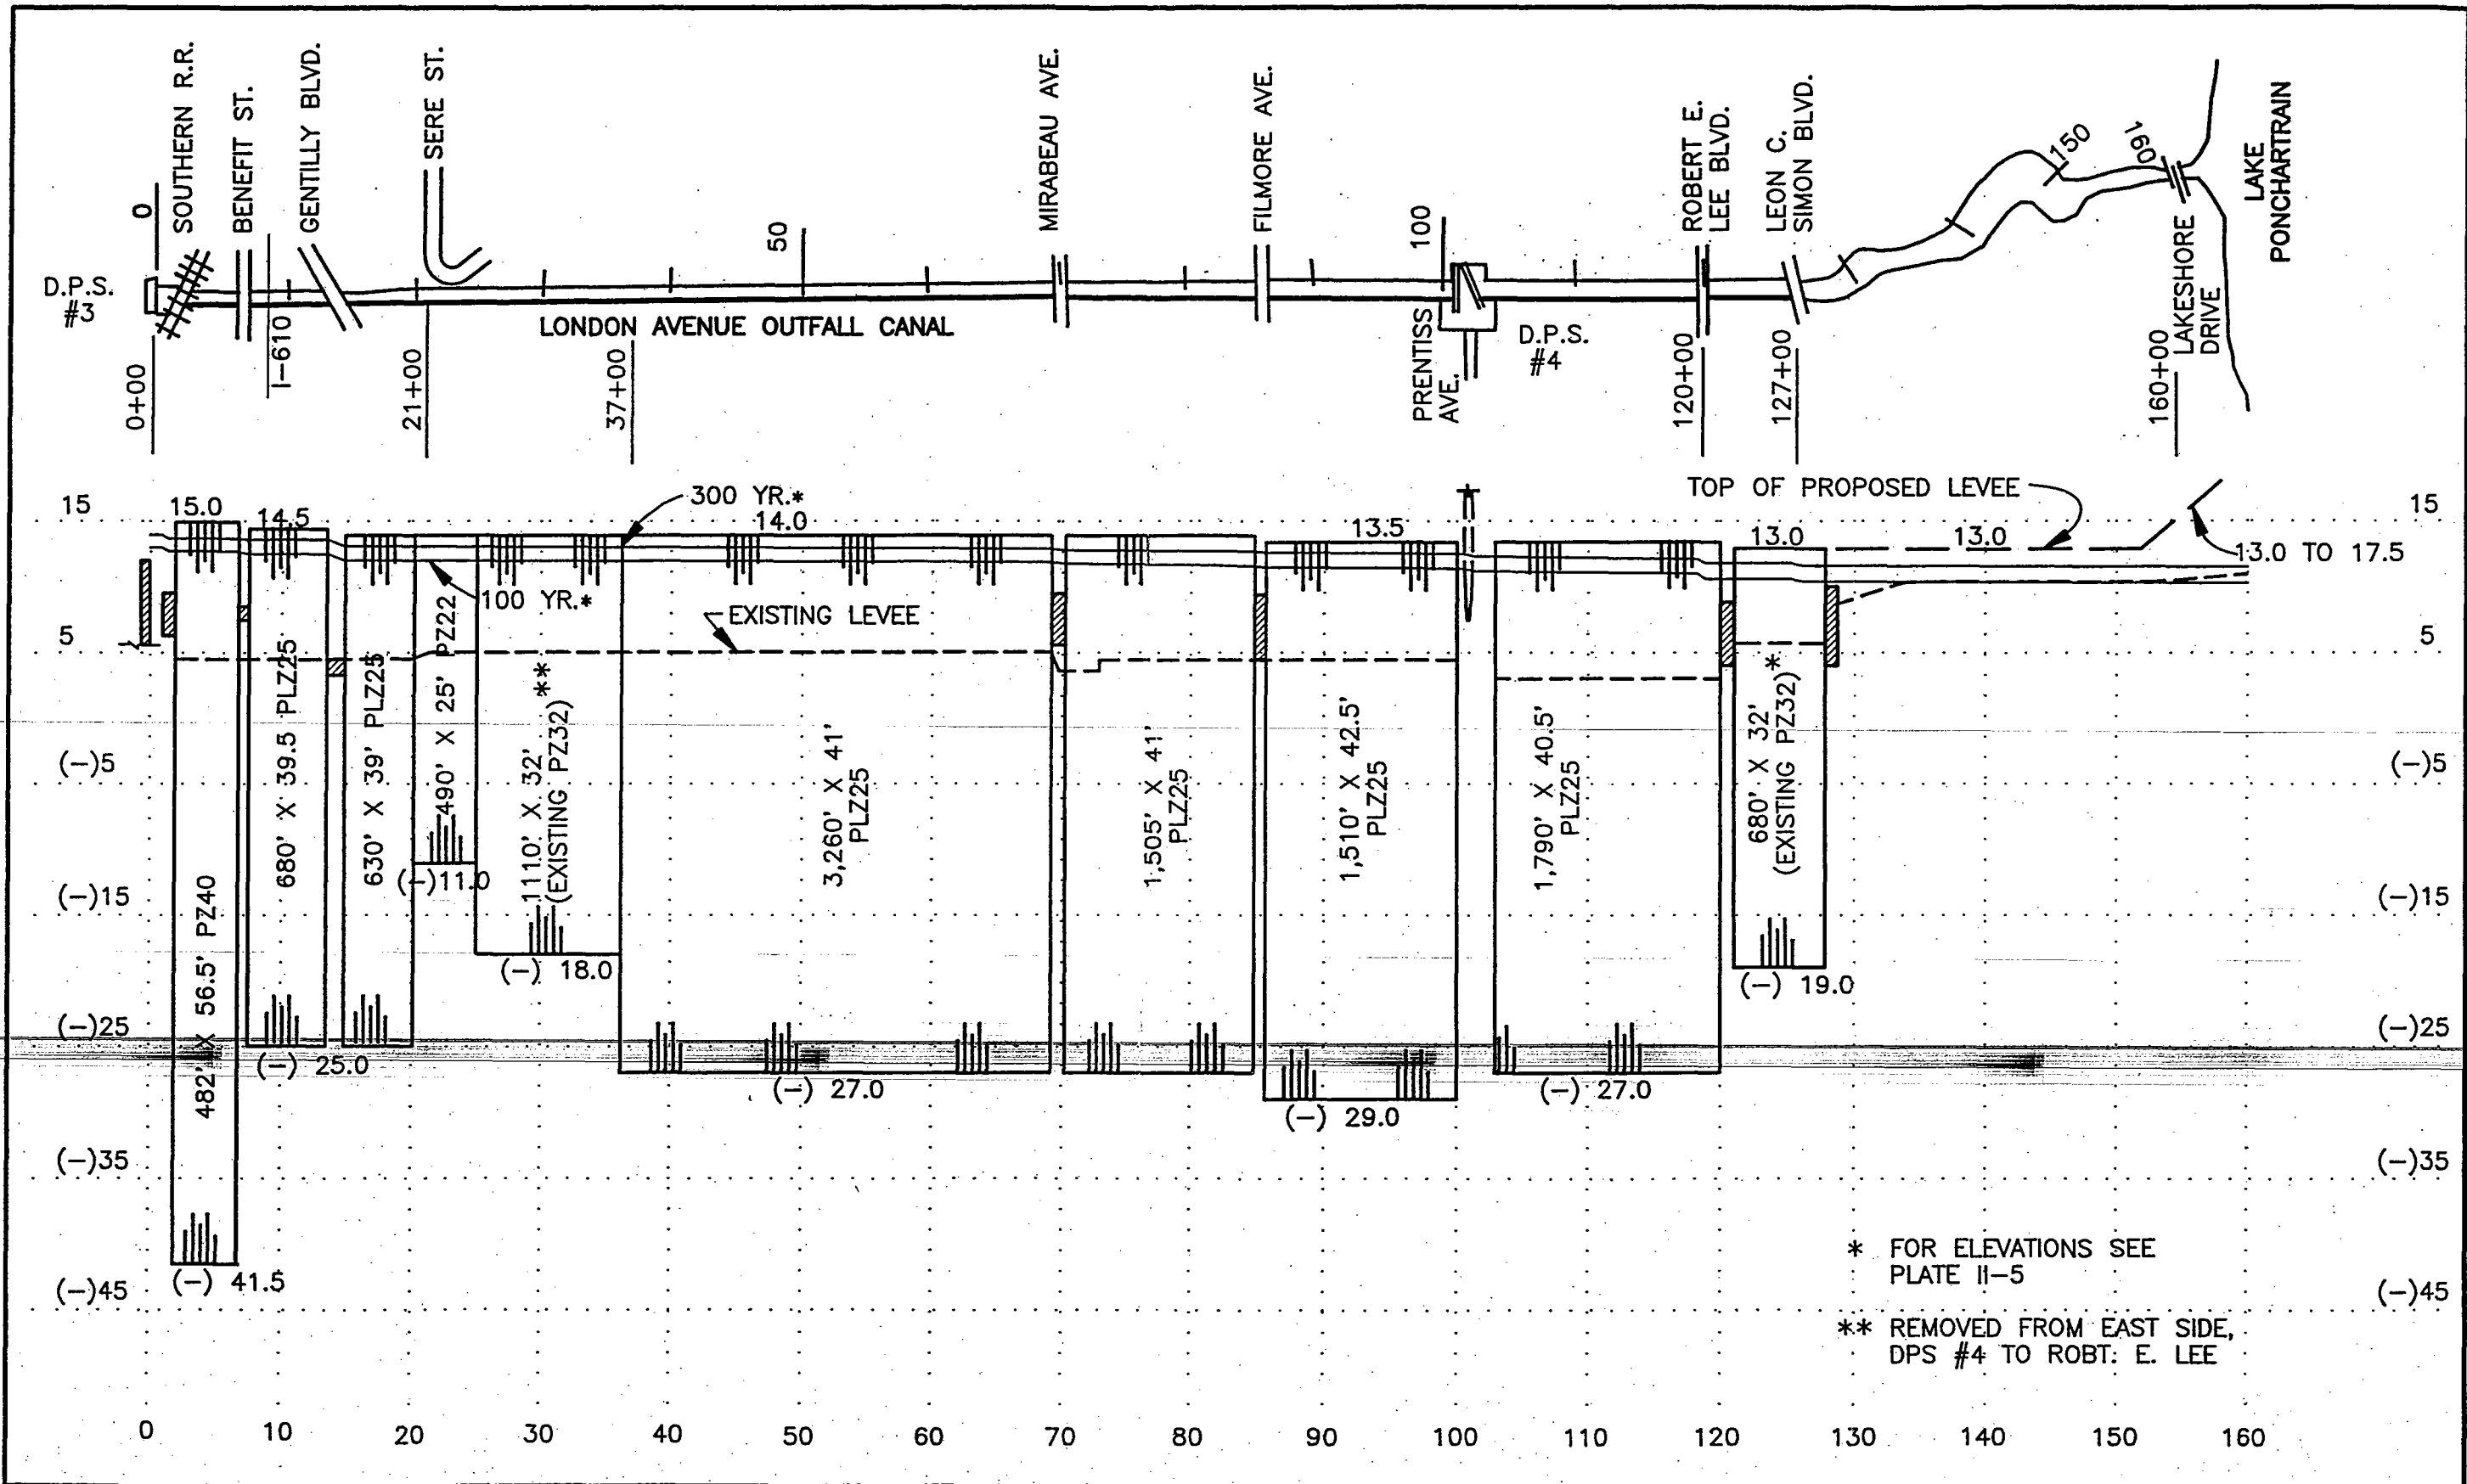 SOUTHERN R.R.
BENEFIT ST.
GENTILLY BLVD.
SERE ST.
MIRABEAU AVE.
FILMORE AVE.
ROBERT E.
LEE BLVD.
LEON C.
SIMON BLVD.
LAKE
PONCHARTRAIN
0
50
100
150
160
D.P.S.
#3
LONDON AVENUE OUTFALL CANAL
I-610
PRENTISS
AVE.
D.P.S.
#4
LAKESHORE
DRIVE
0+00
21+00
37+00
120+00
127+00
160+00
15
15.0
14.5
300 YR.*
14.0
13.5
TOP OF PROPOSED LEVEE
13.0
13.0
13.0 TO 17.5
15
100 YR.*
EXISTING LEVEE
5
5
(-)5
(-)5
(-)15
(-)15
(-)25
(-)25
(-)35
(-)35
(-)45
(-)45
482' X 56.5' PZ40
680' X 39.5 PLZ25
630' X 39' PLZ25
490' X 25' PZ22
1110' X 32' **
(EXISTING PZ32)
3,260' X 41'
PLZ25
1,505' X 41'
PLZ25
1,510' X 42.5'
PLZ25
1,790' X 40.5'
PLZ25
680' X 32' *
(EXISTING PZ32)
(-)11.0
(-) 18.0
(-) 19.0
(-) 25.0
(-) 27.0
(-) 29.0
(-) 27.0
(-) 41.5
* FOR ELEVATIONS SEE
PLATE II-5
** REMOVED FROM EAST SIDE,
DPS #4 TO ROBT. E. LEE
0 10 20 30 40 50 60 70 80 90 100 110 120 130 140 150 160